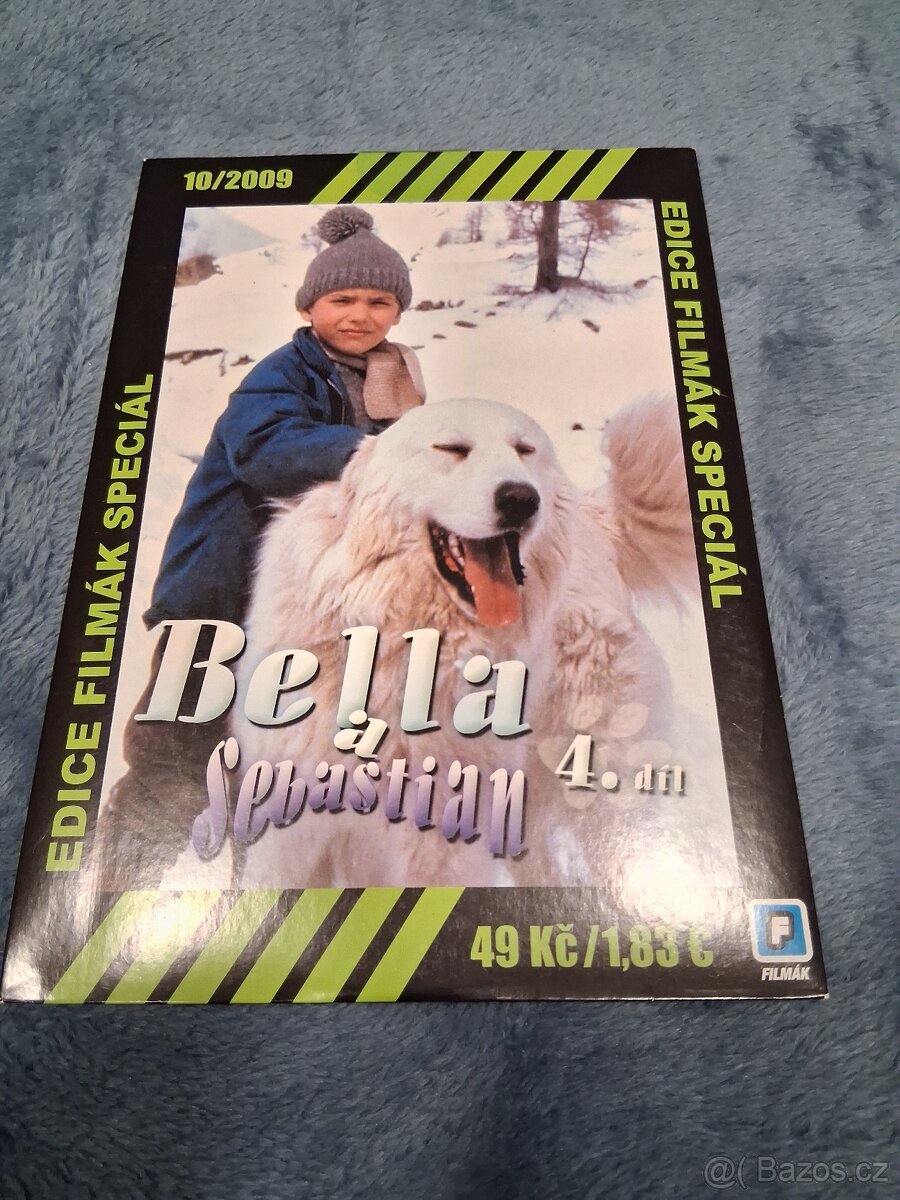 10/2009
EDICE FILMÁK SPECIÁL
EDICE FILMÁK SPECIÁL
Bella
a
Sebastian
4. díl
49 Kč/1,83 €
F
FILMÁK
@( Bazos.cz